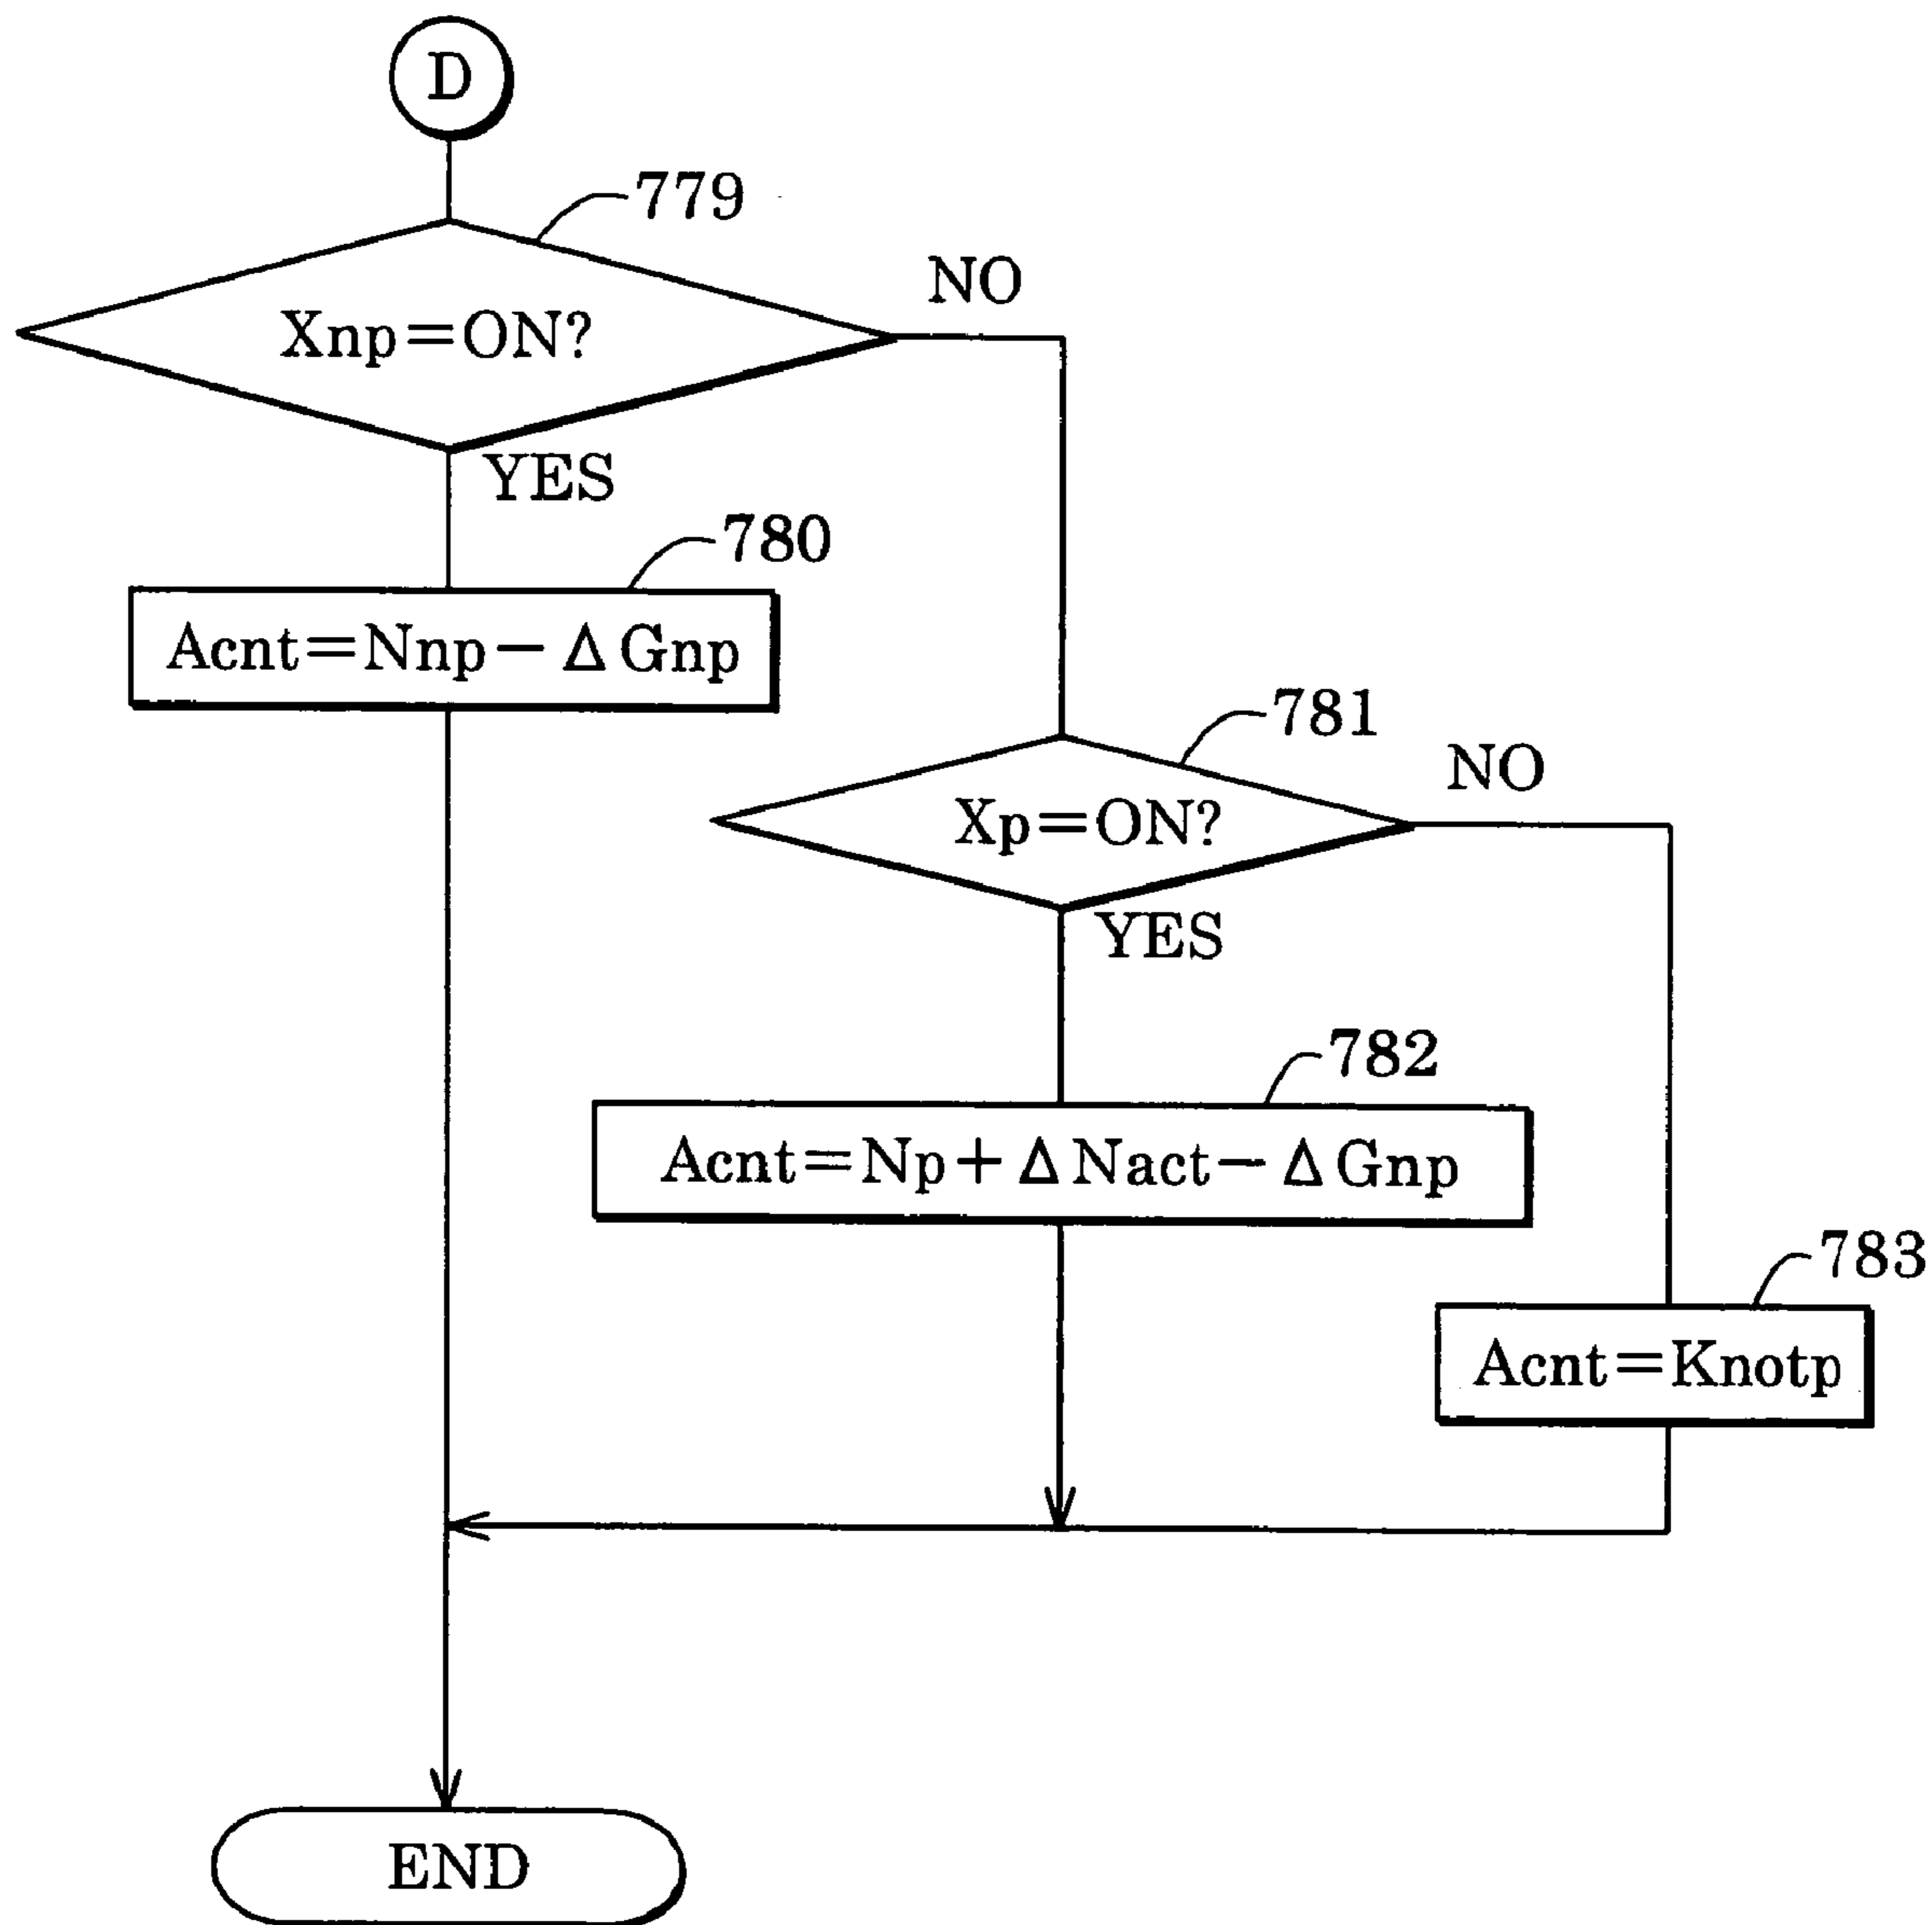 D
779
Xnp=ON?
NO
YES
780
Acnt=Nnp-ΔGnp
781
Xp=ON?
NO
YES
782
Acnt=Np+ΔNact-ΔGnp
783
Acnt=Knotp
END